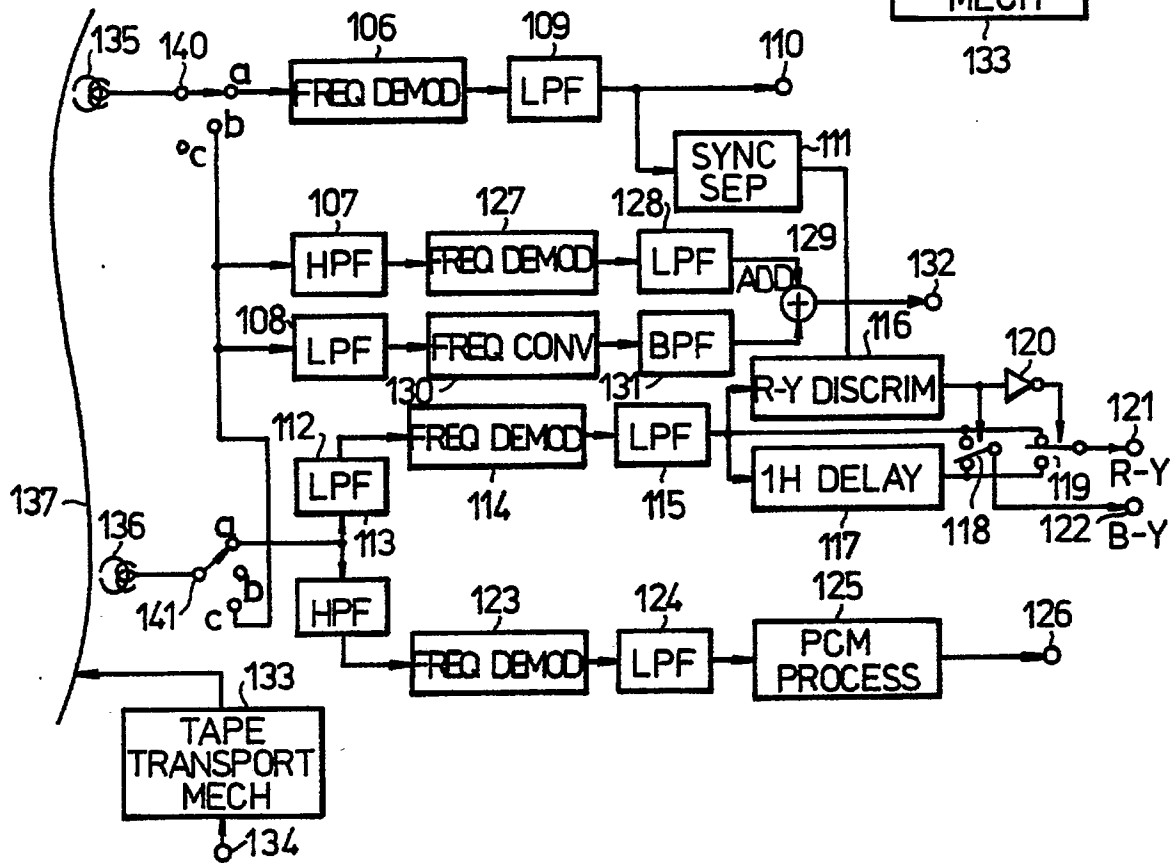 MECH
133
135
140
a
106
FREQ DEMOD
109
LPF
110
b
c
SYNC
SEP
111
107
HPF
127
FREQ DEMOD
128
LPF
129
ADD
132
108
LPF
FREQ CONV
130
BPF
131
116
R-Y DISCRIM
120
112
LPF
113
FREQ DEMOD
114
LPF
115
1H DELAY
117
118
119
121
R-Y
122
B-Y
137
136
a
141
b
c
HPF
123
FREQ DEMOD
124
LPF
125
PCM
PROCESS
126
133
TAPE
TRANSPORT
MECH
134